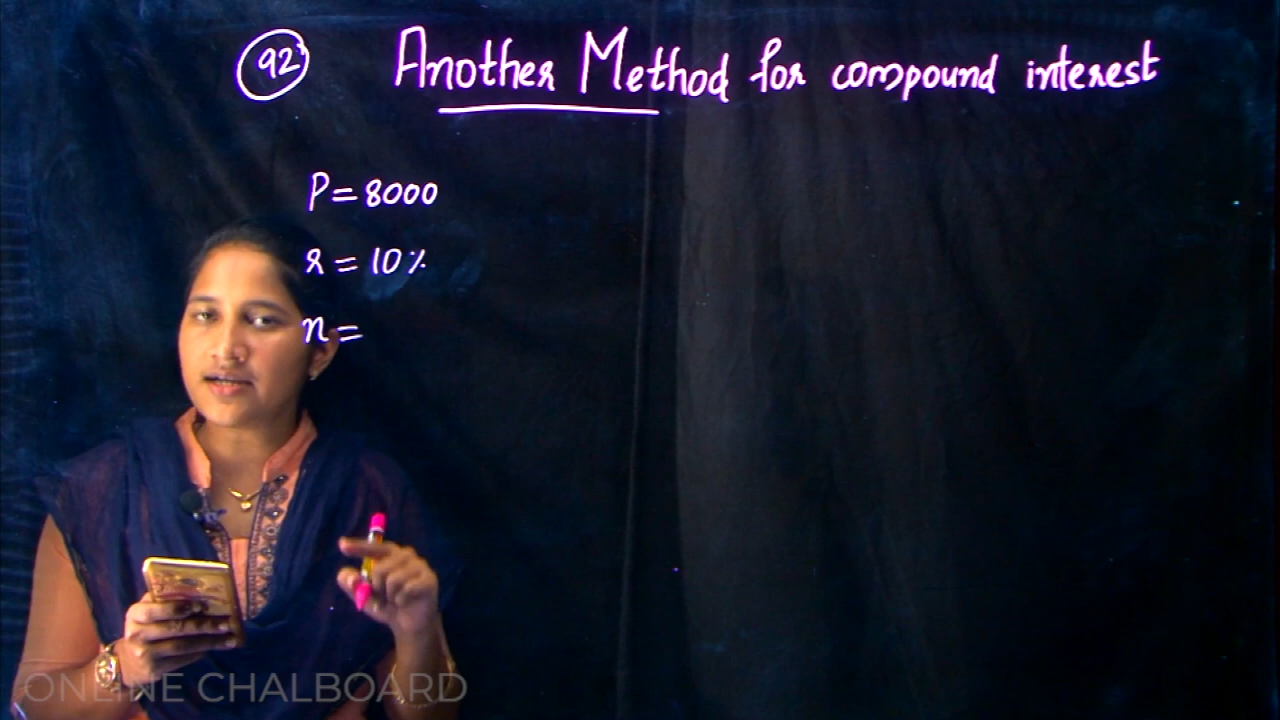 92
Another Method for compound interest
P = 8000
r = 10%
n =
ONLINE CHALBOARD